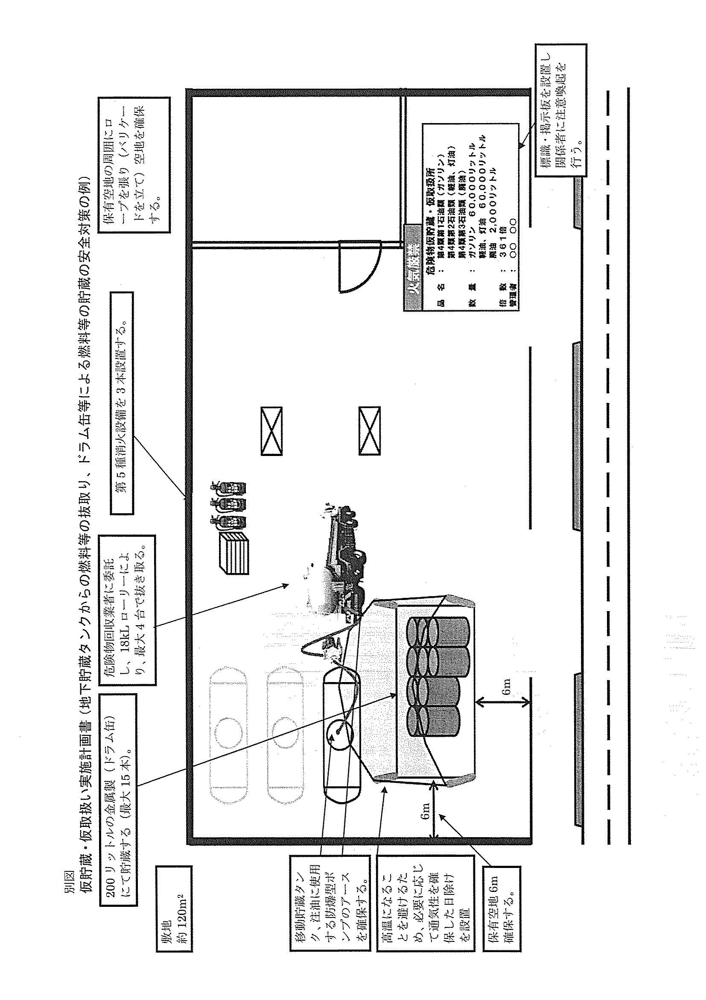 別図
仮貯蔵・仮取扱い実施計画書（地下貯蔵タンクからの燃料等の抜取り、ドラム缶等による燃料等の貯蔵の安全対策の例）
200リットルの金属製（ドラム缶）
にて貯蔵する（最大 15 本）。
危険物回収業者に委託
し、18kL ローリーによ
り、最大 4 台で抜き取る。
第 5 種消火設備を 3 本設置する。
保有空地の周囲にロ
ープを張り（バリケー
ドを立て）空地を確保
する。
敷地
約 120m²
移動貯蔵タン
ク、注油に使用
する防爆型ポ
ンプのアース
を確保する。
高温になるこ
とを避けるた
め、必要に応じ
て通気性を確
保した日除け
を設置
保有空地 6m
確保する。
6m
6m
火気厳禁
危険物仮貯蔵・仮取扱所
品　名　：　第4類第1石油類（ガソリン）
第4類第2石油類（軽油、灯油）
第4類第3石油類（廃油）
数　量　：　ガソリン　60,000リットル
軽油、灯油　60,000リットル
廃油　2,000リットル
倍　数　：　361倍
管理者　：　○○　○○
標識・掲示板を設置し
関係者に注意喚起を
行う。